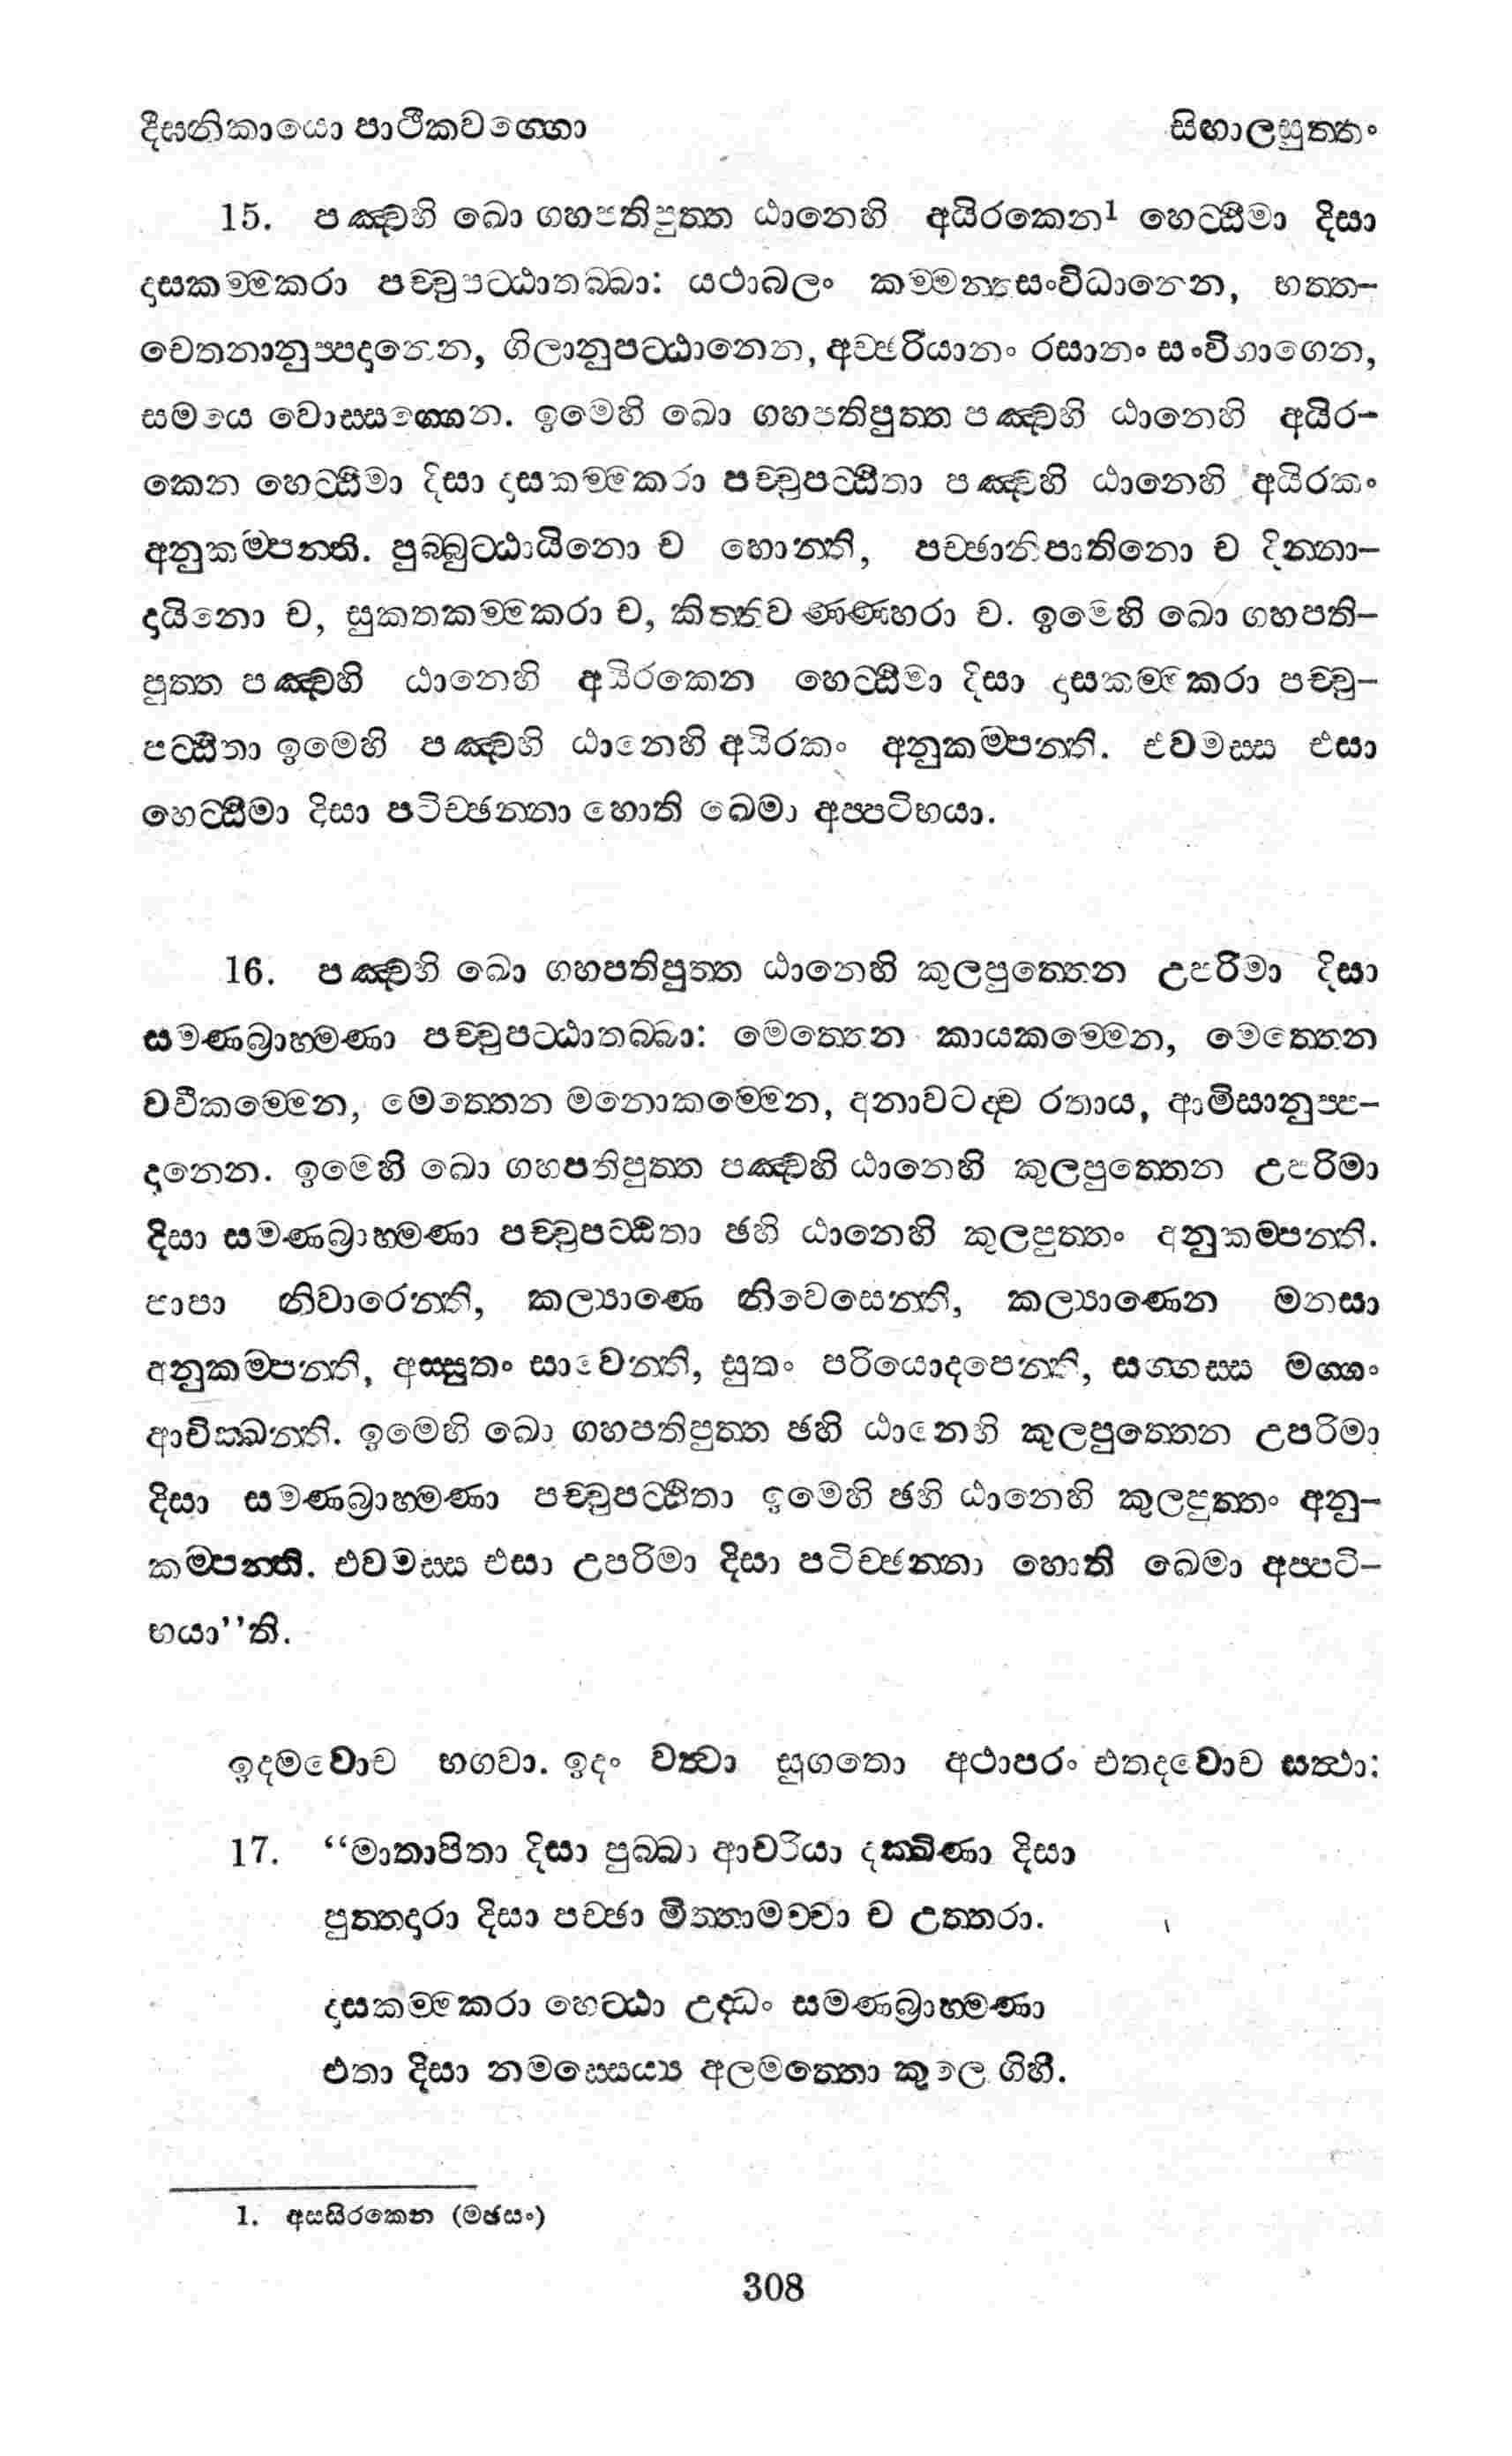 දීඝනිකායො පාථිකවග්ගො
සිඟාලසුත්තං
15. පඤ්චහි ඛො ගහපතිපුත්ත ඨානෙහි අයිරකෙන1 හෙට්ඨිමා දිසා
දාසකම්මකරා පච්චුපට්ඨාතබ්බා: යථාබලං කම්මන්තසංවිධානෙන, භත්ත-
වෙතනානුප්පදානෙන, ගිලානුපට්ඨානෙන, අච්ඡරියානං රසානං සංවිභාගෙන,
සමයෙ වොස්සග්ගෙන. ඉමෙහි ඛො ගහපතිපුත්ත පඤ්චහි ඨානෙහි අයිර-
කෙන හෙට්ඨිමා දිසා දාසකම්මකරා පච්චුපට්ඨිතා පඤ්චහි ඨානෙහි අයිරකං
අනුකම්පන්ති. පුබ්බුට්ඨායිනො ච හොන්ති, පච්ඡානිපාතිනො ච දින්නා-
දායිනො ච, සුකතකම්මකරා ච, කිත්තිවණ්ණහරා ච. ඉමෙහි ඛො ගහපති-
පුත්ත පඤ්චහි ඨානෙහි අයිරකෙන හෙට්ඨිමා දිසා දාසකම්මකරා පච්චු-
පට්ඨිතා ඉමෙහි පඤ්චහි ඨානෙහි අයිරකං අනුකම්පන්ති. එවමස්ස එසා
හෙට්ඨිමා දිසා පටිච්ඡන්නා හොති ඛෙමා අප්පටිභයා.
16. පඤ්චහි ඛො ගහපතිපුත්ත ඨානෙහි කුලපුත්තෙන උපරිමා දිසා
සමණබ්‍රාහ්මණා පච්චුපට්ඨාතබ්බා: මෙත්තෙන කායකම්මෙන, මෙත්තෙන
වචීකම්මෙන, මෙත්තෙන මනොකම්මෙන, අනාවටද්වාරතාය, ආමිසානුප්ප-
දානෙන. ඉමෙහි ඛො ගහපතිපුත්ත පඤ්චහි ඨානෙහි කුලපුත්තෙන උපරිමා
දිසා සමණබ්‍රාහ්මණා පච්චුපට්ඨිතා ඡහි ඨානෙහි කුලපුත්තං අනුකම්පන්ති.
පාපා නිවාරෙන්ති, කල්‍යාණෙ නිවෙසෙන්ති, කල්‍යාණෙන මනසා
අනුකම්පන්ති, අස්සුතං සාවෙන්ති, සුතං පරියොදපෙන්ති, සග්ගස්ස මග්ගං
ආචික්ඛන්ති. ඉමෙහි ඛො ගහපතිපුත්ත ඡහි ඨානෙහි කුලපුත්තෙන උපරිමා
දිසා සමණබ්‍රාහ්මණා පච්චුපට්ඨිතා ඉමෙහි ඡහි ඨානෙහි කුලපුත්තං අනු-
කම්පන්ති. එවමස්ස එසා උපරිමා දිසා පටිච්ඡන්නා හොති ඛෙමා අප්පටි-
භයා’’ති.
ඉදමවොච භගවා. ඉදං වත්වා සුගතො අථාපරං එතදවොච සත්ථා:
17. ‘‘මාතාපිතා දිසා පුබ්බා ආචරියා දක්ඛිණා දිසා
පුත්තදාරා දිසා පච්ඡා මිත්තාමච්චා ච උත්තරා.
දාසකම්මකරා හෙට්ඨා උද්ධං සමණබ්‍රාහ්මණා
එතා දිසා නමස්සෙය්‍ය අලමත්තො කුලෙ ගිහී.
1. අස්සිරකෙන (මඡසං)
308